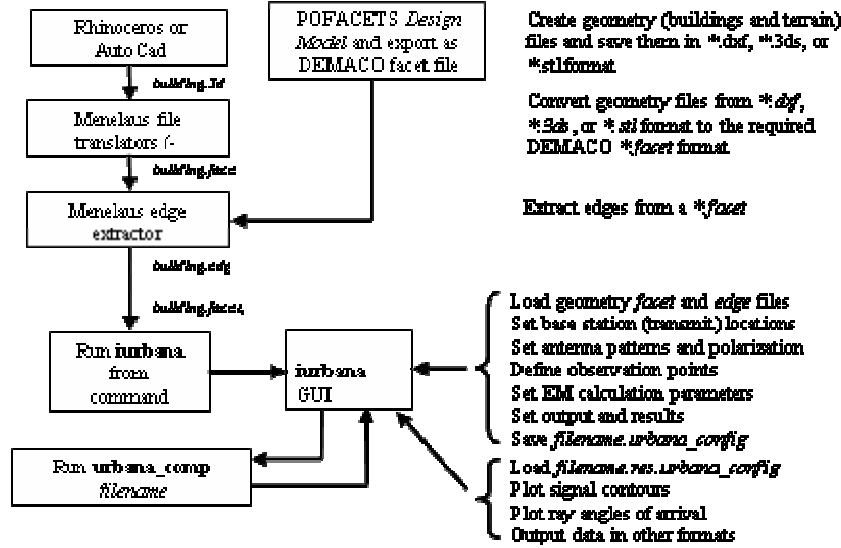 Rhinoceros or
Auto Cad
POFACETS Design
Model and export as
DEMACO facet file
Create geometry (buildings and terrain)
files and save them in *.dxf, *.3ds, or
*.stl format
building.3d
Menelaus file
translators (-
Convert geometry files from *.dxf,
*.3ds, or *.stl format to the required
DEMACO *.facet format
building.facet
Menelaus edge
extractor
Extract edges from a *.facet
building.edg
building.facet,
Run iurbana
from
command
iurbana
GUI
Load geometry facet and edge files
Set base station (transmit) locations
Set antenna patterns and polarization
Define observation points
Set EM calculation parameters
Set output and results
Save filename.urbana_config
Run urbana_comp
filename
Load filename.res.urbana_config
Plot signal contours
Plot ray angles of arrival
Output data in other formats